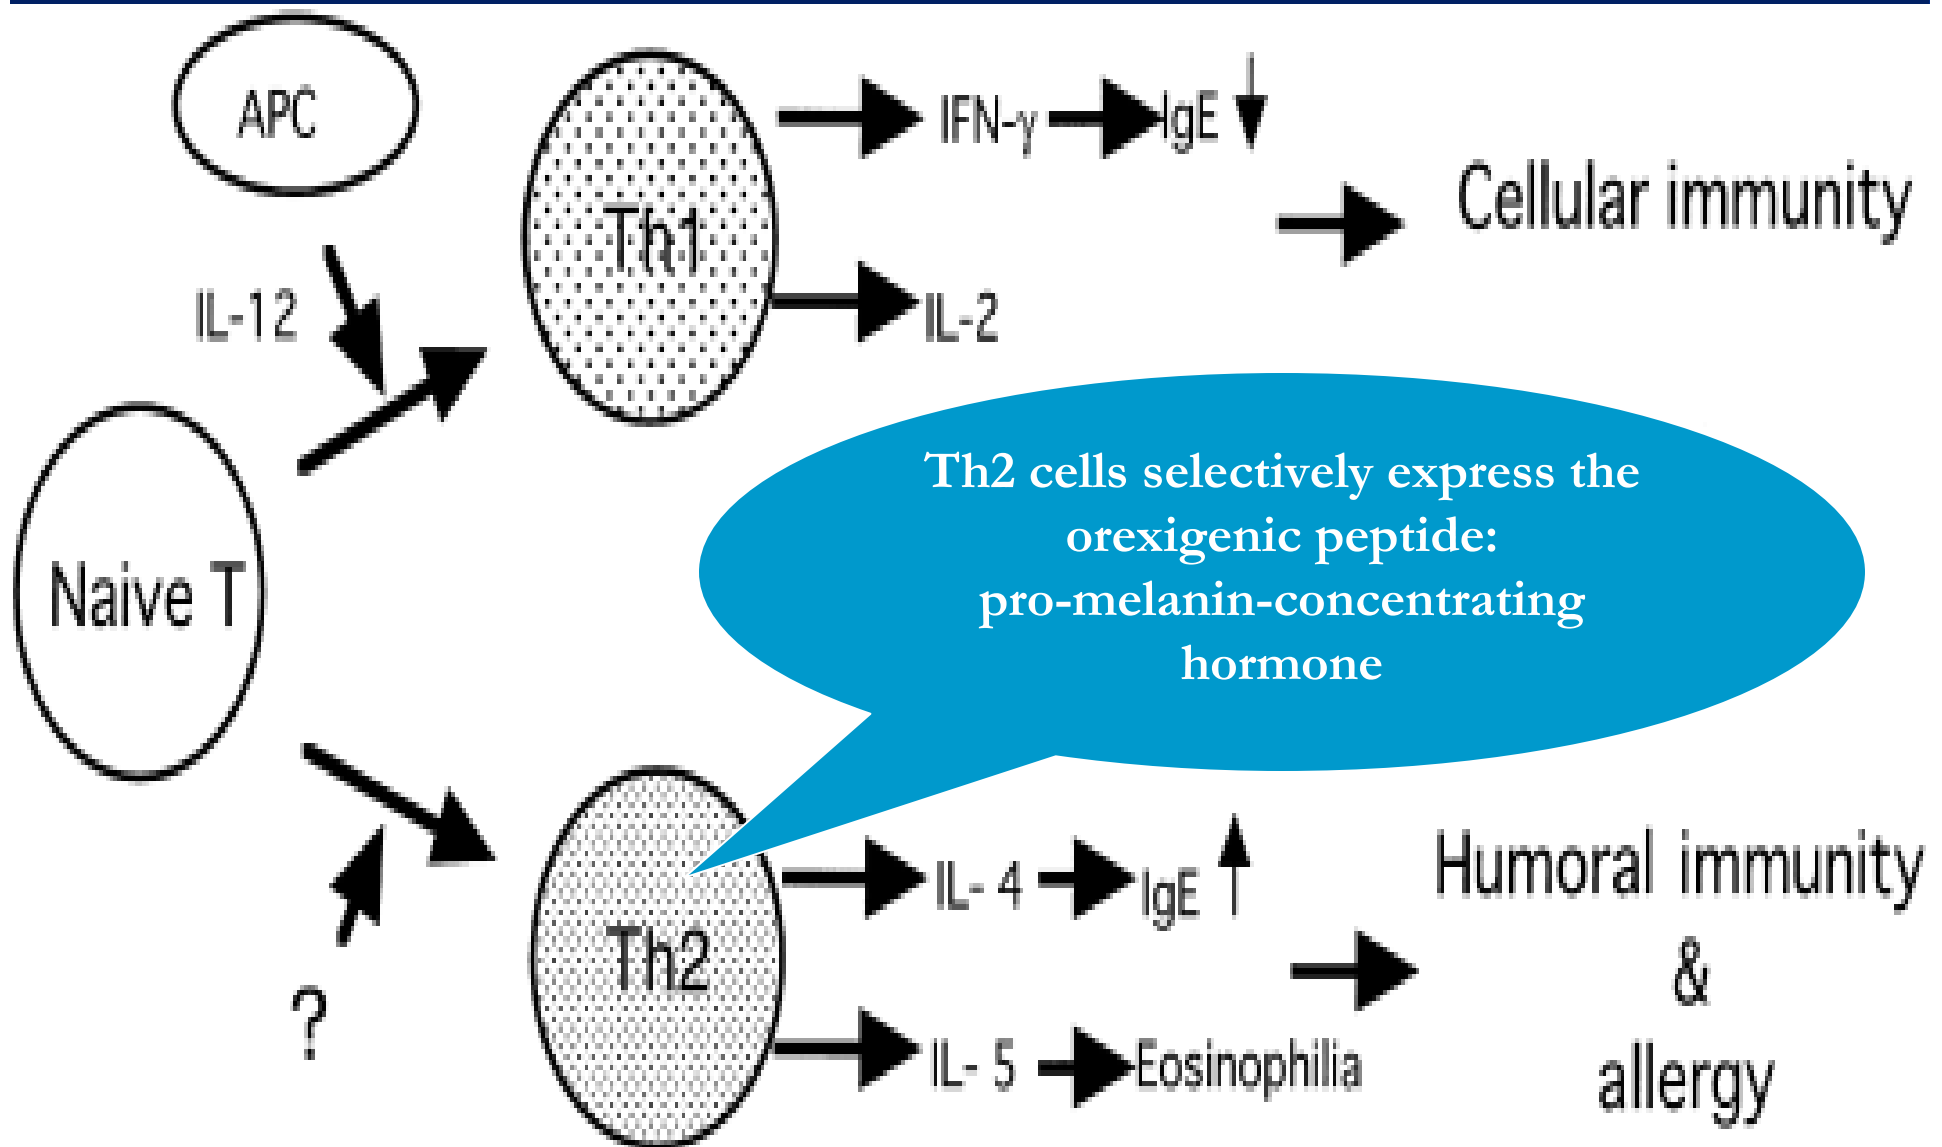 APC
Th1
IFN-γ
IgE
Cellular immunity
IL-12
IL-2
Th2 cells selectively express the
orexigenic peptide:
pro-melanin-concentrating
hormone
Naive T
Th2
IL- 4
IgE
Humoral immunity
&
allergy
?
IL- 5
Eosinophilia